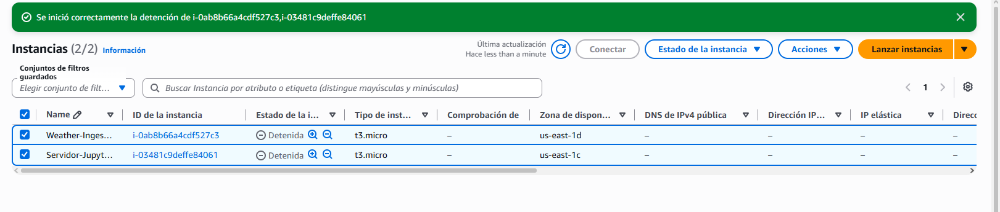 Se inició correctamente la detención de i-0ab8b66a4cdf527c3,i-03481c9deffe84061
Instancias (2/2) Información
Última actualización
Hace less than a minute
Conectar
Estado de la instancia
Acciones
Lanzar instancias
Conjuntos de filtros
guardados
Elegir conjunto de filt...
Buscar Instancia por atributo o etiqueta (distingue mayúsculas y minúsculas)
1
Name ID de la instancia Estado de la i... Tipo de inst... Comprobación de Zona de dispon... DNS de IPv4 pública Dirección IP... IP elástica Direcc
Weather-Inges... i-0ab8b66a4cdf527c3 Detenida t3.micro – us-east-1d – – – –
Servidor-Jupyt... i-03481c9deffe84061 Detenida t3.micro – us-east-1c – – – –